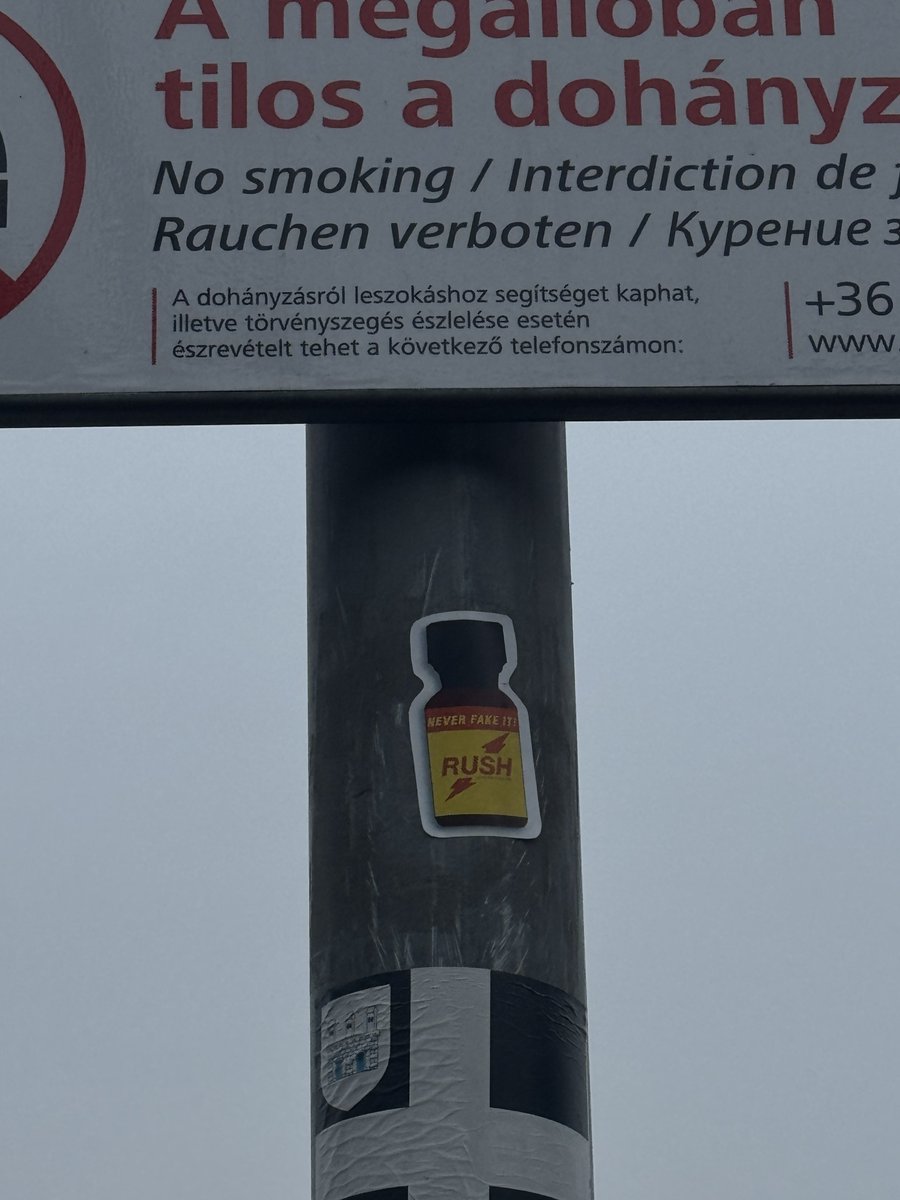 A megállóban
tilos a dohányz
No smoking / Interdiction de
Rauchen verboten / Курение з
A dohányzásról leszokáshoz segítséget kaphat,
illetve törvényszegés észlelése esetén
észrevételt tehet a következő telefonszámon:
+36
www.
NEVER FAKE IT!
RUSH